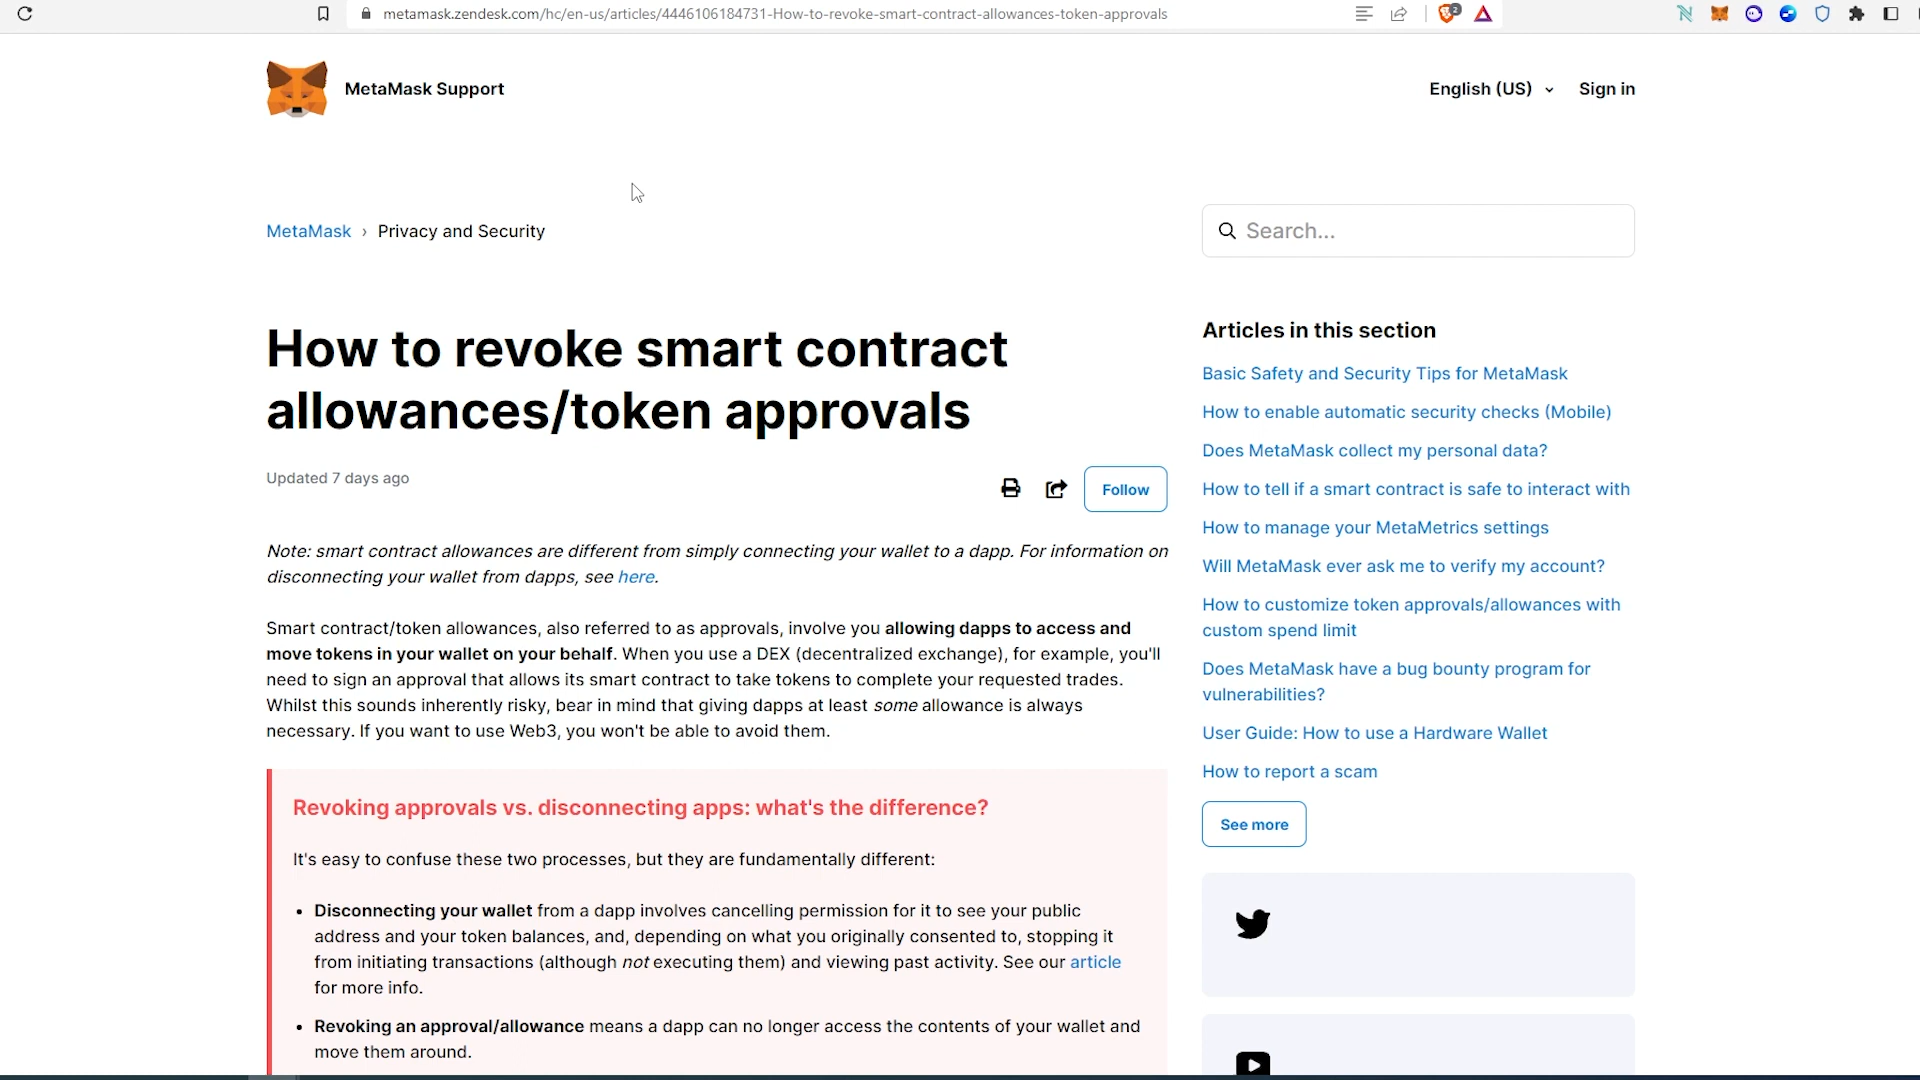 metamask.zendesk.com/hc/en-us/articles/4446106184731-How-to-revoke-smart-contract-allowances-token-approvals
2
MetaMask Support
English (US)
Sign in
MetaMask › Privacy and Security
Search...
How to revoke smart contract
allowances/token approvals
Updated 7 days ago
Follow
Note: smart contract allowances are different from simply connecting your wallet to a dapp. For information on
disconnecting your wallet from dapps, see here.
Smart contract/token allowances, also referred to as approvals, involve you allowing dapps to access and
move tokens in your wallet on your behalf. When you use a DEX (decentralized exchange), for example, you'll
need to sign an approval that allows its smart contract to take tokens to complete your requested trades.
Whilst this sounds inherently risky, bear in mind that giving dapps at least some allowance is always
necessary. If you want to use Web3, you won't be able to avoid them.
Revoking approvals vs. disconnecting apps: what's the difference?
It's easy to confuse these two processes, but they are fundamentally different:
• Disconnecting your wallet from a dapp involves cancelling permission for it to see your public
address and your token balances, and, depending on what you originally consented to, stopping it
from initiating transactions (although not executing them) and viewing past activity. See our article
for more info.
• Revoking an approval/allowance means a dapp can no longer access the contents of your wallet and
move them around.
Articles in this section
Basic Safety and Security Tips for MetaMask
How to enable automatic security checks (Mobile)
Does MetaMask collect my personal data?
How to tell if a smart contract is safe to interact with
How to manage your MetaMetrics settings
Will MetaMask ever ask me to verify my account?
How to customize token approvals/allowances with
custom spend limit
Does MetaMask have a bug bounty program for
vulnerabilities?
User Guide: How to use a Hardware Wallet
How to report a scam
See more